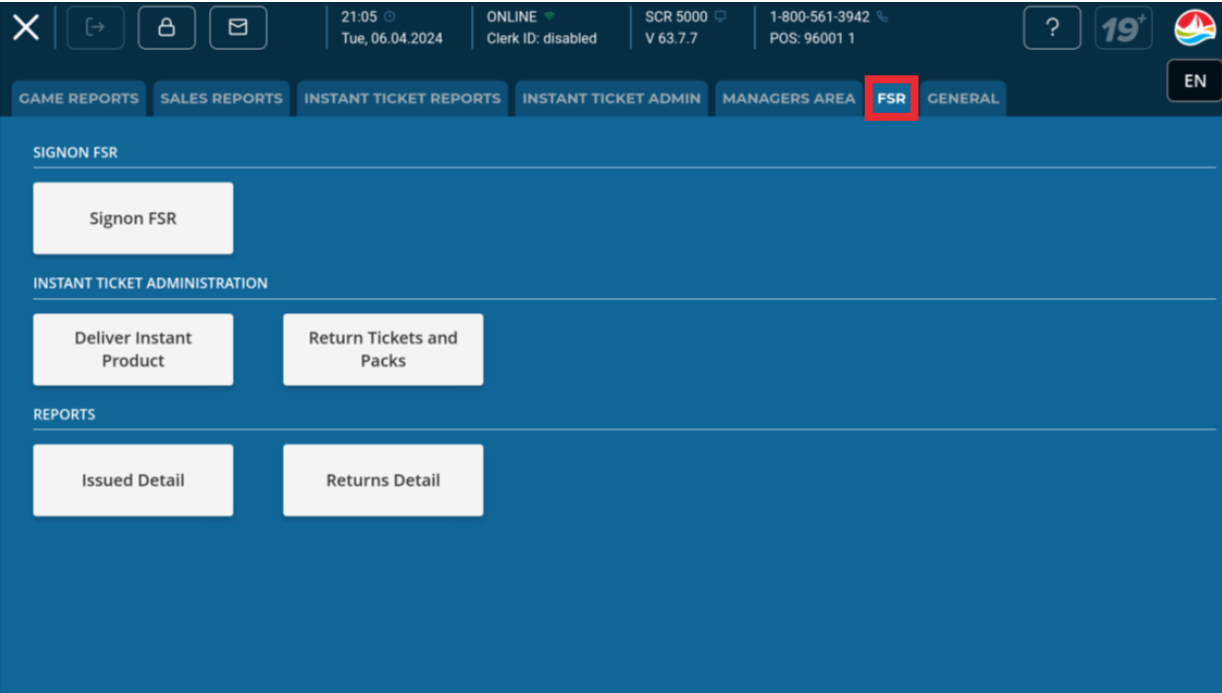 21:05
Tue, 06.04.2024
ONLINE
Clerk ID: disabled
SCR 5000
V 63.7.7
1-800-561-3942
POS: 96001 1
?
19+
EN
GAME REPORTS
SALES REPORTS
INSTANT TICKET REPORTS
INSTANT TICKET ADMIN
MANAGERS AREA
FSR
GENERAL
SIGNON FSR
Signon FSR
INSTANT TICKET ADMINISTRATION
Deliver Instant
Product
Return Tickets and
Packs
REPORTS
Issued Detail
Returns Detail